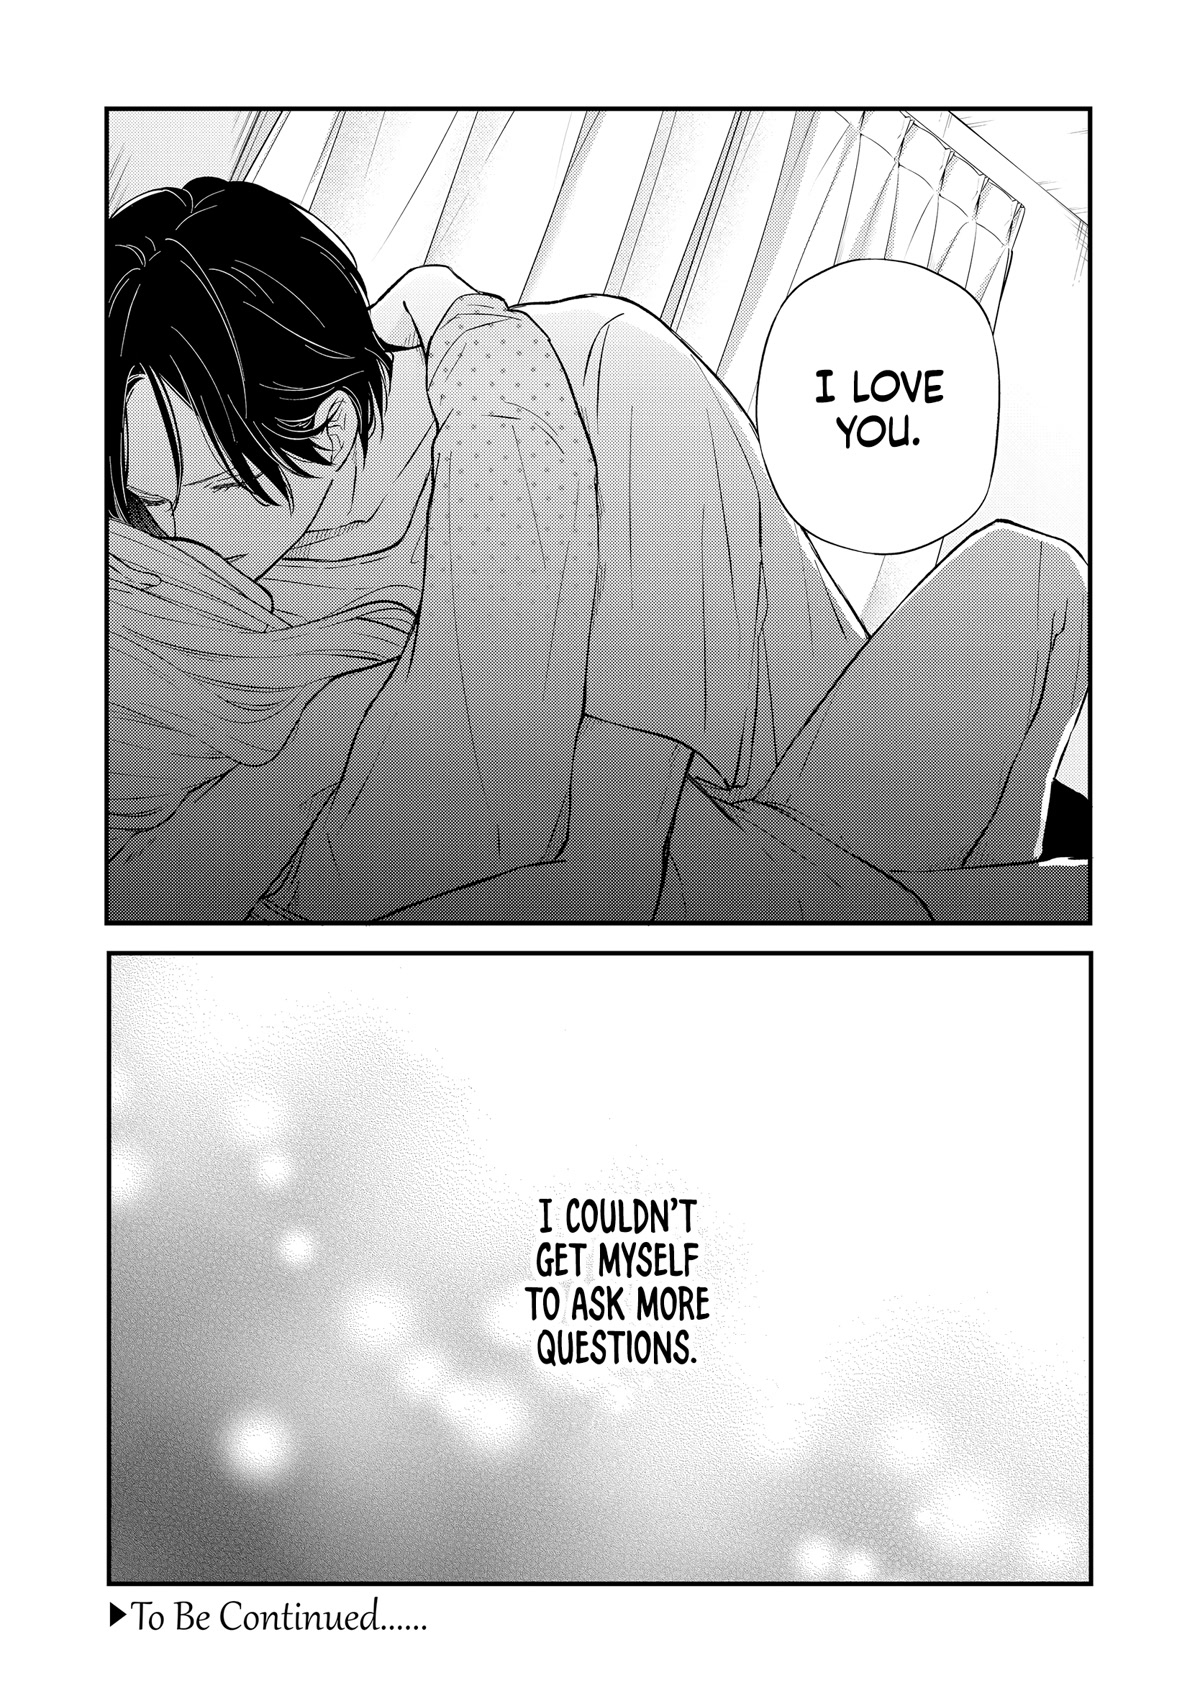 I LOVE
YOU.
I COULDN'T
GET MYSELF
TO ASK MORE
QUESTIONS.
▶To Be Continued......